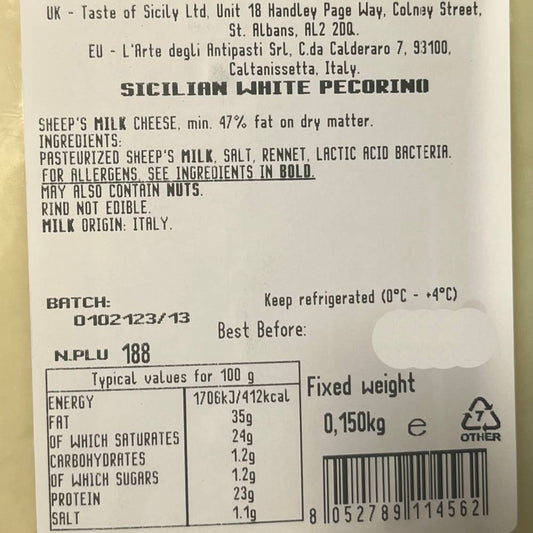 UK - Taste of Sicily Ltd, Unit 18 Handley Page Way, Colney Street,
St. Albans, AL2 2DQ.
EU - L'Arte degli Antipasti Srl, C.da Calderaro 7, 93100,
Caltanissetta, Italy.
SICILIAN WHITE PECORINO
SHEEP'S MILK CHEESE, min. 47% fat on dry matter.
INGREDIENTS:
PASTEURIZED SHEEP'S MILK, SALT, RENNET, LACTIC ACID BACTERIA.
FOR ALLERGENS, SEE INGREDIENTS IN BOLD.
MAY ALSO CONTAIN NUTS.
RIND NOT EDIBLE.
MILK ORIGIN: ITALY.
BATCH:
0102123/13
Keep refrigerated (0°C - +4°C)
Best Before:
N.PLU 188
Typical values for 100 g
ENERGY 1706kJ/412kcal
FAT 35g
OF WHICH SATURATES 24g
CARBOHYDRATES 1.2g
OF WHICH SUGARS 1.2g
PROTEIN 23g
SALT 1.1g
Fixed weight
0,150kg e
7
OTHER
8 052789 114562